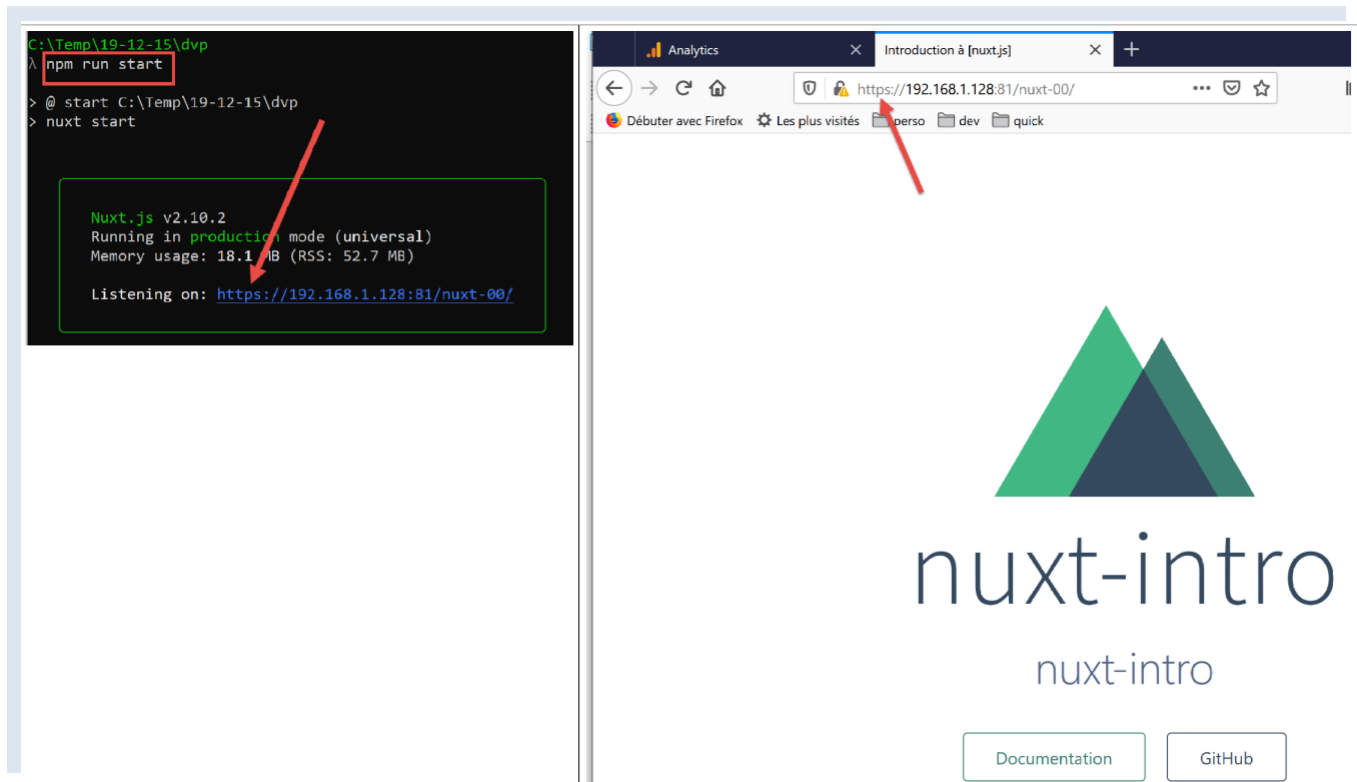 C:\Temp\19-12-15\dvp
λ npm run start
> @ start C:\Temp\19-12-15\dvp
> nuxt start
Nuxt.js v2.10.2
Running in production mode (universal)
Memory usage: 18.1 MB (RSS: 52.7 MB)
Listening on: https://192.168.1.128:81/nuxt-00/
Analytics
Introduction à [nuxt.js]
https://192.168.1.128:81/nuxt-00/
Débuter avec Firefox Les plus visités perso dev quick
nuxt-intro
nuxt-intro
Documentation GitHub